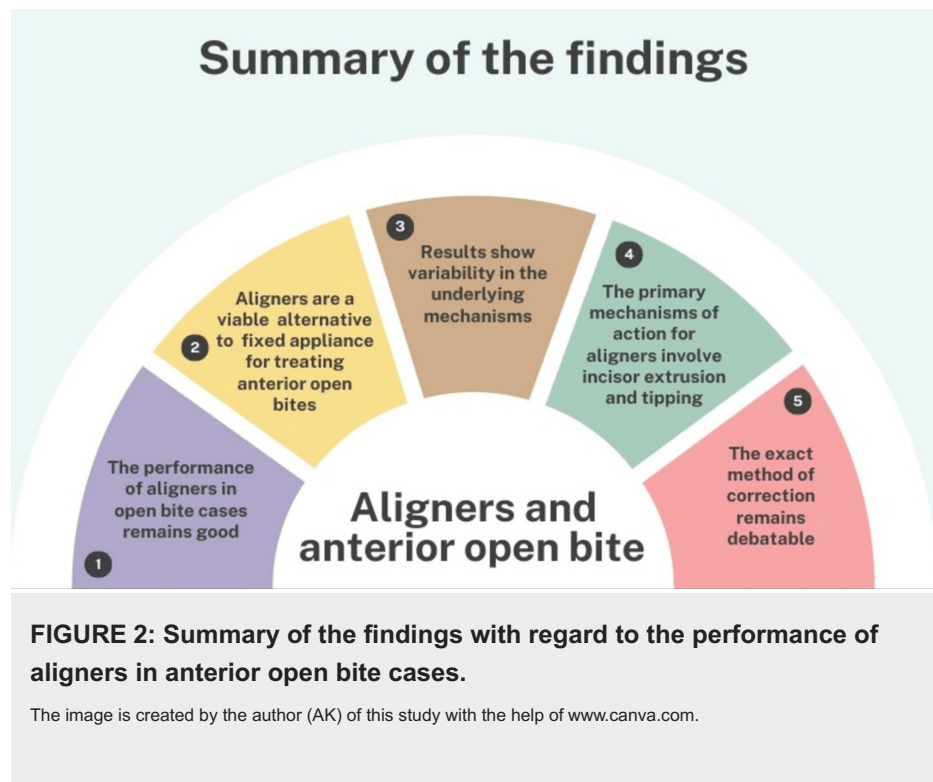 Summary of the findings
1
The performance
of aligners in
open bite cases
remains good
2
Aligners are a
viable alternative
to fixed appliance
for treating
anterior open
bites
3
Results show
variability in the
underlying
mechanisms
4
The primary
mechanisms of
action for
aligners involve
incisor extrusion
and tipping
5
The exact
method of
correction
remains
debatable
Aligners and
anterior open bite
FIGURE 2: Summary of the findings with regard to the performance of
aligners in anterior open bite cases.
The image is created by the author (AK) of this study with the help of www.canva.com.